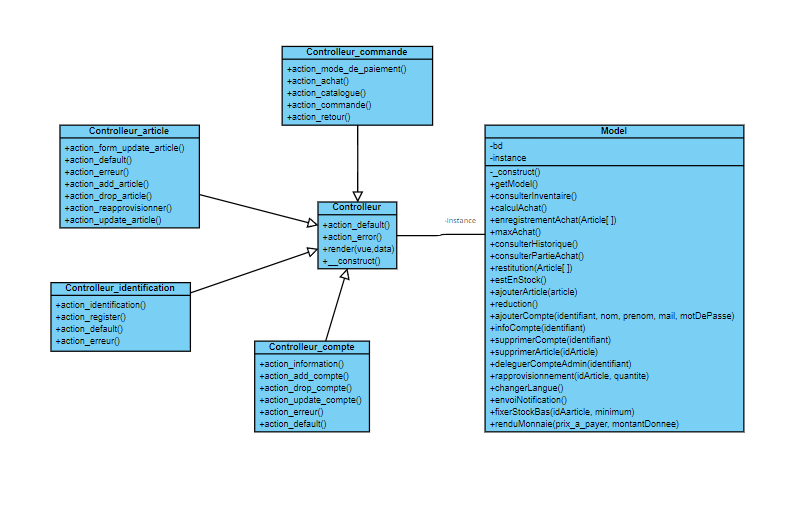 Controlleur_commande
+action_mode_de_paiement()
+action_achat()
+action_catalogue()
+action_commande()
+action_retour()
Controlleur_article
+action_form_update_article()
+action_default()
+action_erreur()
+action_add_article()
+action_drop_article()
+action_reapprovisionner()
+action_update_article()
Controlleur
+action_default()
+action_error()
+render(vue,data)
+__construct()
-instance
Controlleur_identification
+action_identification()
+action_register()
+action_default()
+action_erreur()
Controlleur_compte
+action_information()
+action_add_compte()
+action_drop_compte()
+action_update_compte()
+action_erreur()
+action_default()
Model
-bd
-instance
-_construct()
+getModel()
+consulterInventaire()
+calculAchat()
+enregistrementAchat(Article[ ])
+maxAchat()
+consulterHistorique()
+consulterPartieAchat()
+restitution(Article[ ])
+estEnStock()
+ajouterArticle(article)
+reduction()
+ajouterCompte(identifiant, nom, prenom, mail, motDePasse)
+infoCompte(identifiant)
+supprimerCompte(identifiant)
+supprimerArticle(idArticle)
+deleguerCompteAdmin(identifiant)
+rapprovisionnement(idArticle, quantite)
+changerLangue()
+envoiNotification()
+fixerStockBas(idAarticle, minimum)
+renduMonnaie(prix_a_payer, montantDonnee)